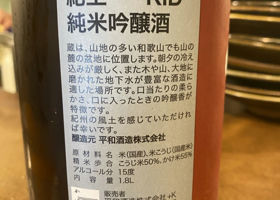 紀土 KID
純米吟醸酒
蔵は、山地の多い和歌山でも山の
麓の盆地に位置します。朝夕の冷え
込みが厳しく、また木や山、大地に
磨かれた地下水が豊富な酒造に
適した場所です。口当たりの柔ら
かさ、口に入ったときの吟醸香が
特徴です。
紀州の風土を感じていただけれ
ば幸いです。
醸造元 平和酒造株式会社
原材料名 米(国産)、米こうじ(国産米)
精米歩合 こうじ米50%、かけ米55%
アルコール分 15度
内容量 1.8L
販売者
平和酒造株式会社+K